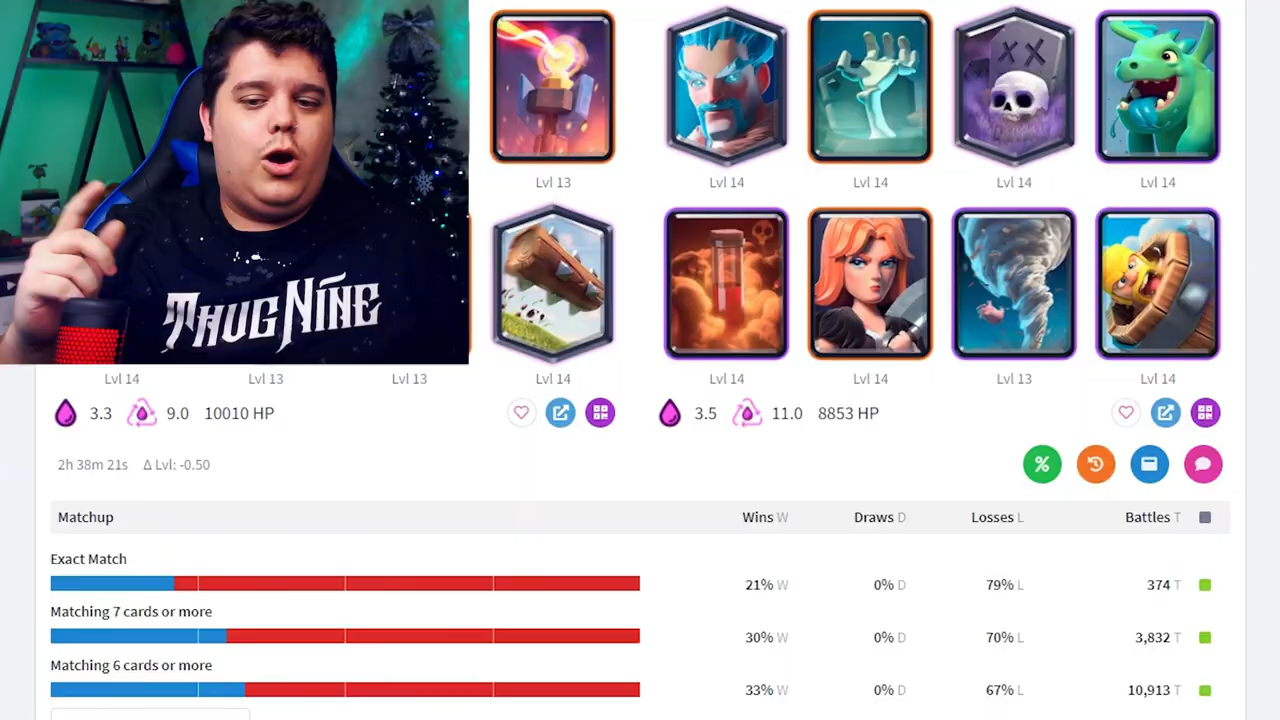 Lvl 13
Lvl 14
Lvl 14
Lvl 14
Lvl 14
THUGNINE
Lvl 14
Lvl 13
Lvl 13
Lvl 14
Lvl 14
Lvl 14
Lvl 13
Lvl 14
3.3 9.0 10010 HP
3.5 11.0 8853 HP
2h 38m 21s Δ Lvl: -0.50
%
Matchup Wins W Draws D Losses L Battles T
Exact Match
21% W 0% D 79% L 374 T
Matching 7 cards or more
30% W 0% D 70% L 3,832 T
Matching 6 cards or more
33% W 0% D 67% L 10,913 T